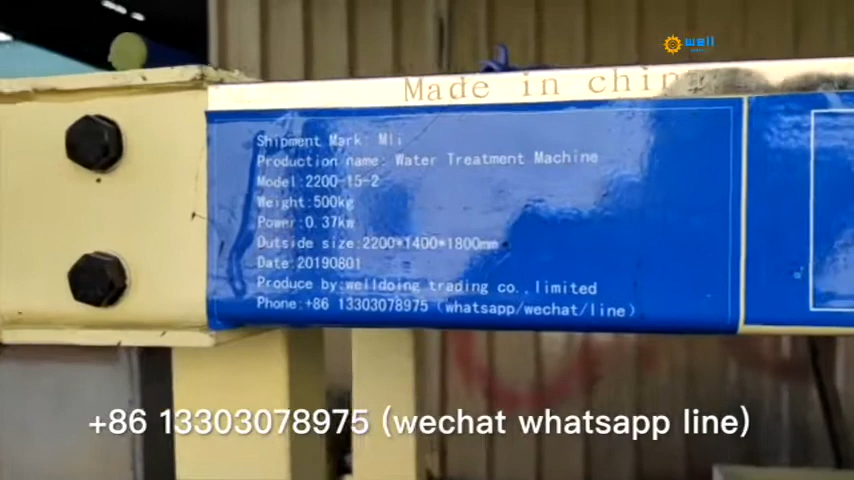 well
Made in china
Shipment Mark: Mli
Production name: Water Treatment Machine
Model:2200-15-2
Weight:500kg
Power:0.37kw
Outside size:2200*1400*1800mm
Date:20190801
Produce by:welldoing trading co.,limited
Phone:+86 13303078975 (whatsapp/wechat/line)
+86 13303078975 (wechat whatsapp line)